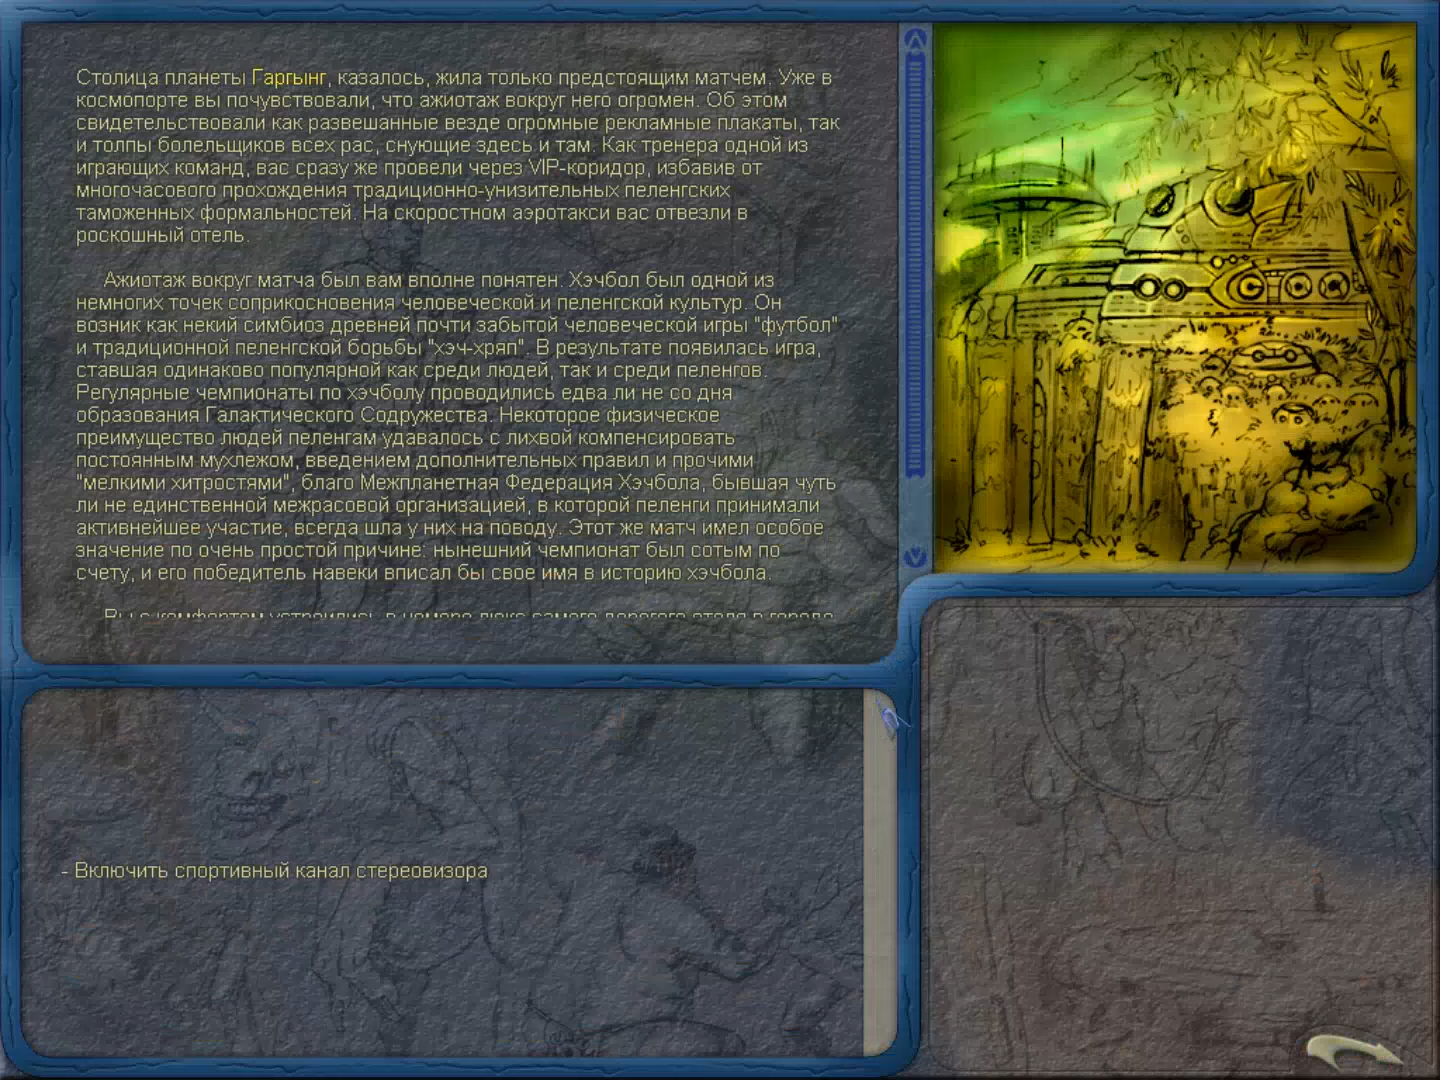 Столица планеты Гаргынг, казалось, жила только предстоящим матчем. Уже в
космопорте вы почувствовали, что ажиотаж вокруг него огромен. Об этом
свидетельствовали как развешанные везде огромные рекламные плакаты, так
и толпы болельщиков всех рас, снующие здесь и там. Как тренера одной из
играющих команд, вас сразу же провели через VIP-коридор, избавив от
многочасового прохождения традиционно-унизительных пеленгских
таможенных формальностей. На скоростном аэротакси вас отвезли в
роскошный отель.
Ажиотаж вокруг матча был вам вполне понятен. Хэчбол был одной из
немногих точек соприкосновения человеческой и пеленгской культур. Он
возник как некий симбиоз древней почти забытой человеческой игры "футбол"
и традиционной пеленгской борьбы "хэч-хряп". В результате появилась игра,
ставшая одинаково популярной как среди людей, так и среди пеленгов.
Регулярные чемпионаты по хэчболу проводились едва ли не со дня
образования Галактического Содружества. Некоторое физическое
преимущество людей пеленгам удавалось с лихвой компенсировать
постоянным мухлежом, введением дополнительных правил и прочими
"мелкими хитростями", благо Межпланетная Федерация Хэчбола, бывшая чуть
ли не единственной межрасовой организацией, в которой пеленги принимали
активнейшее участие, всегда шла у них на поводу. Этот же матч имел особое
значение по очень простой причине: нынешний чемпионат был сотым по
счету, и его победитель навеки вписал бы свое имя в историю хэчбола.
Вы с комфортом устроились в номере люкс самого дорогого отеля в городе
- Включить спортивный канал стереовизора